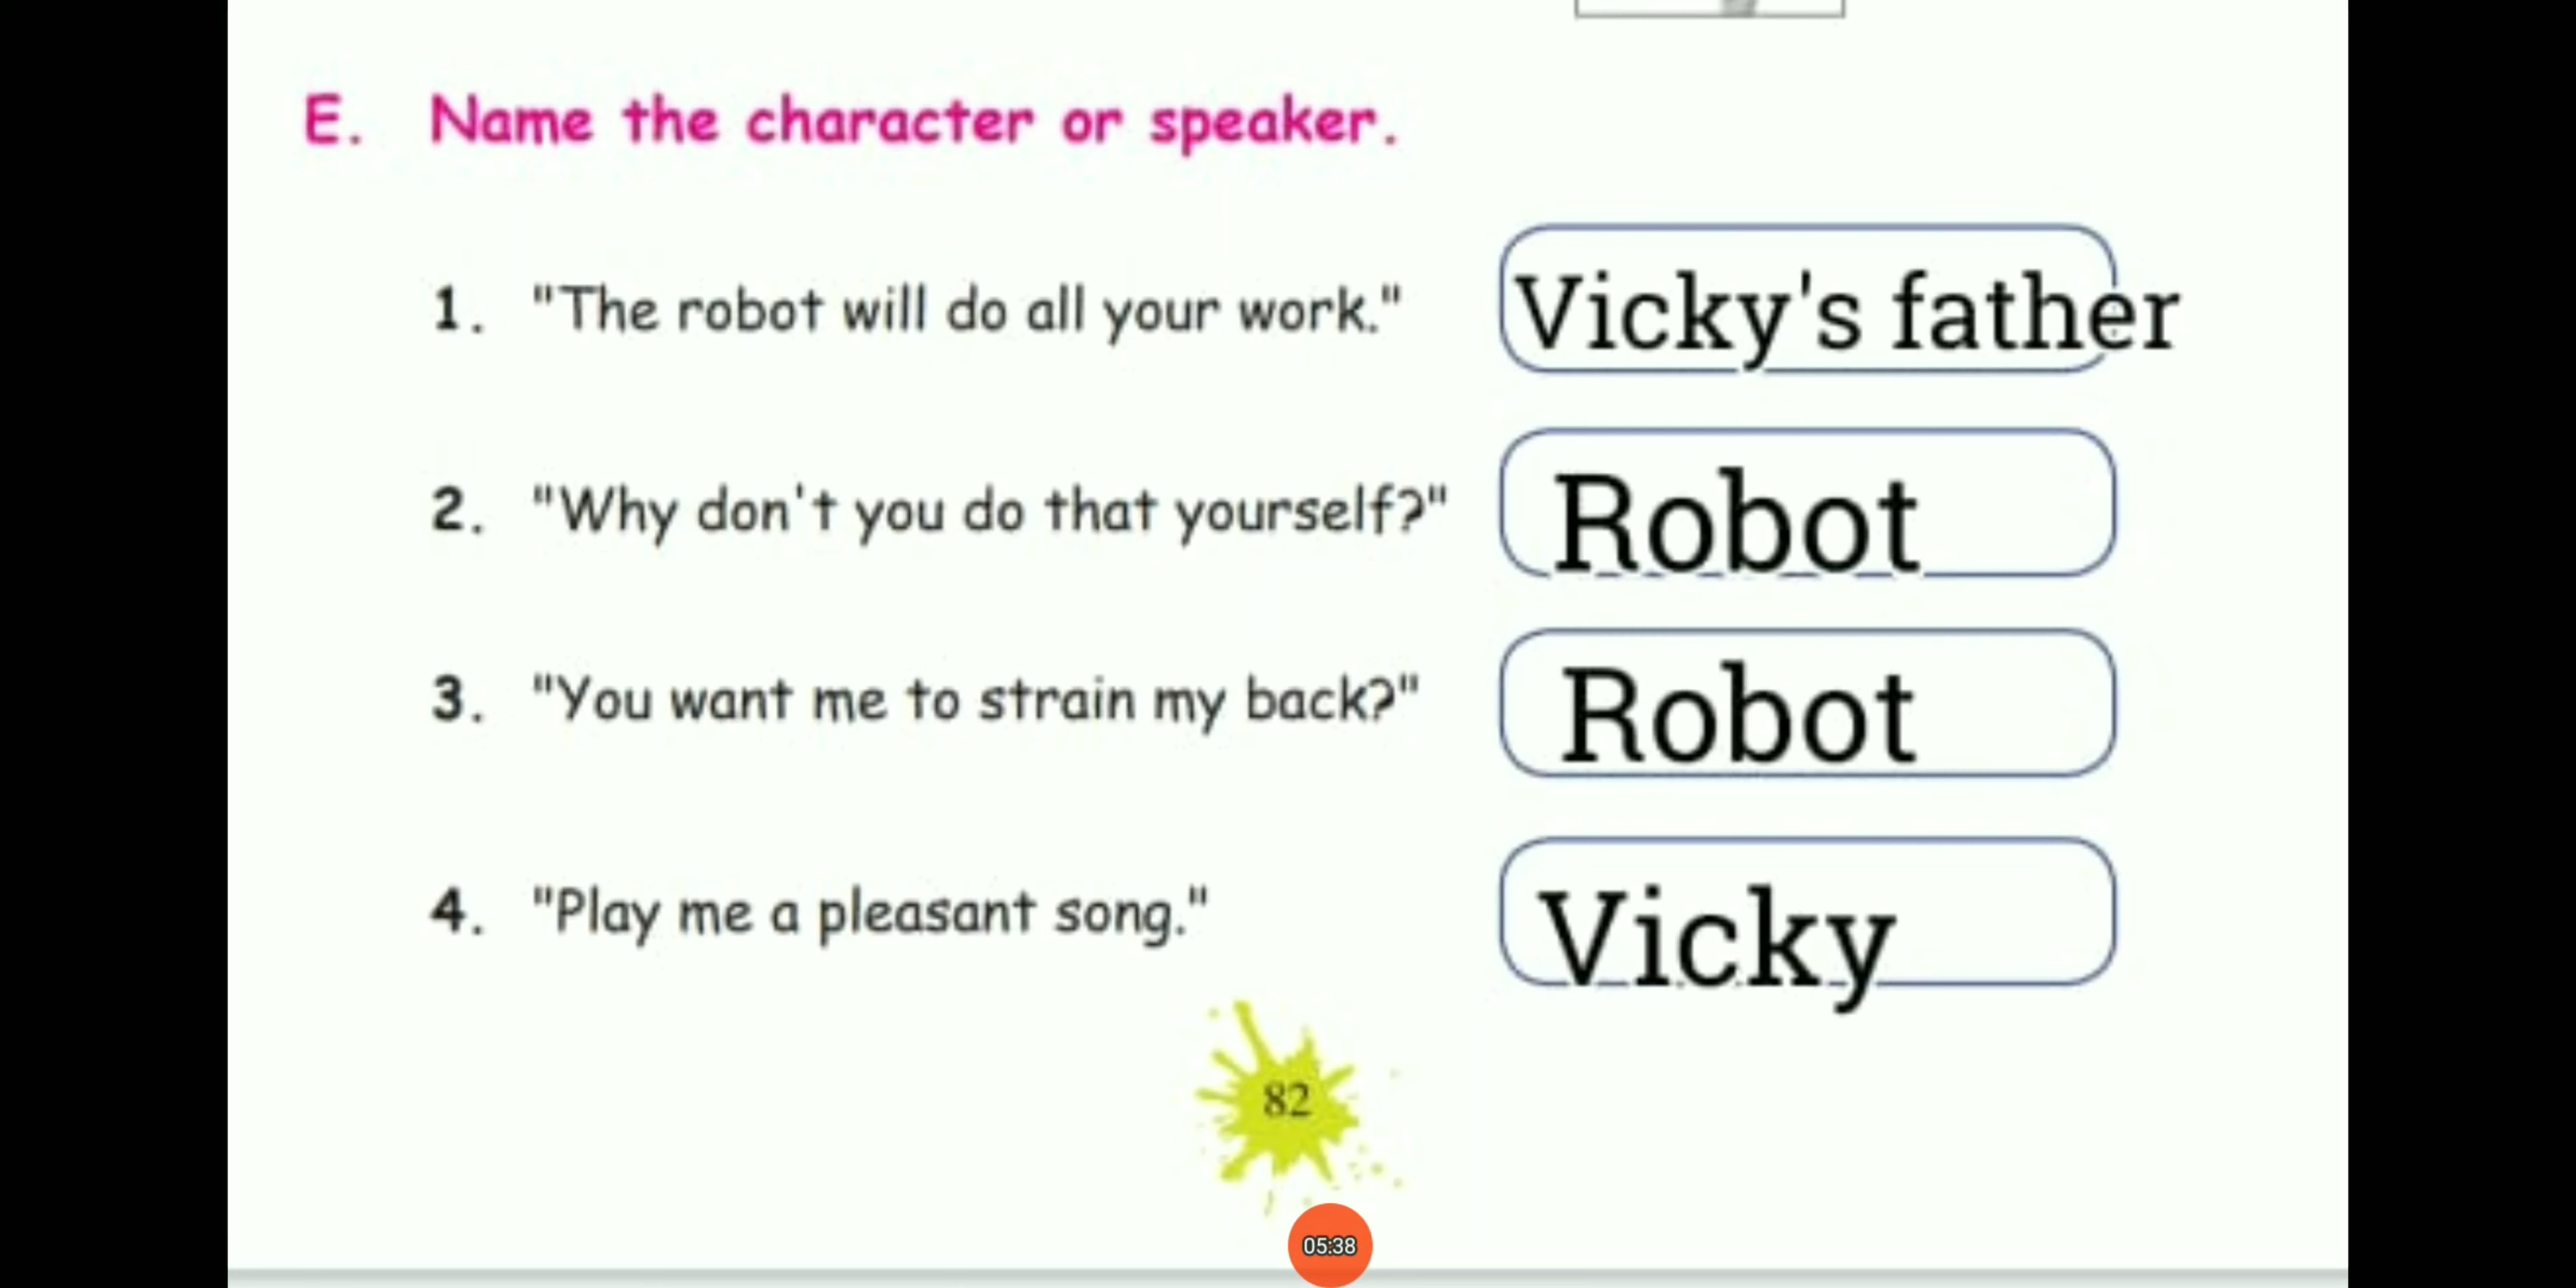 E. Name the character or speaker.
1. "The robot will do all your work." Vicky's father
2. "Why don't you do that yourself?" Robot
3. "You want me to strain my back?" Robot
4. "Play me a pleasant song." Vicky
82
05:38